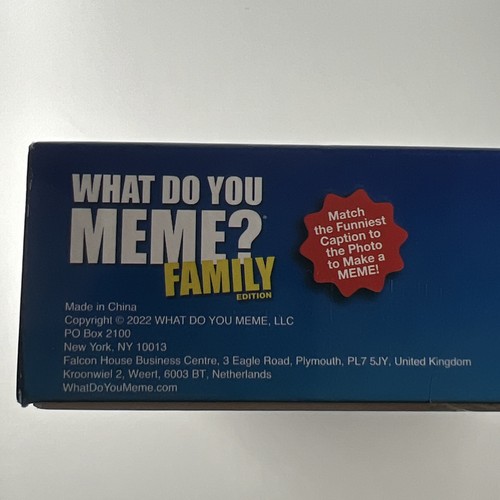 WHAT DO YOU
MEME?
FAMILY
EDITION
Match
the Funniest
Caption to
the Photo
to Make a
MEME!
Made in China
Copyright © 2022 WHAT DO YOU MEME, LLC
PO Box 2100
New York, NY 10013
Falcon House Business Centre, 3 Eagle Road, Plymouth, PL7 5JY, United Kingdom
Kroonwiel 2, Weert, 6003 BT, Netherlands
WhatDoYouMeme.com